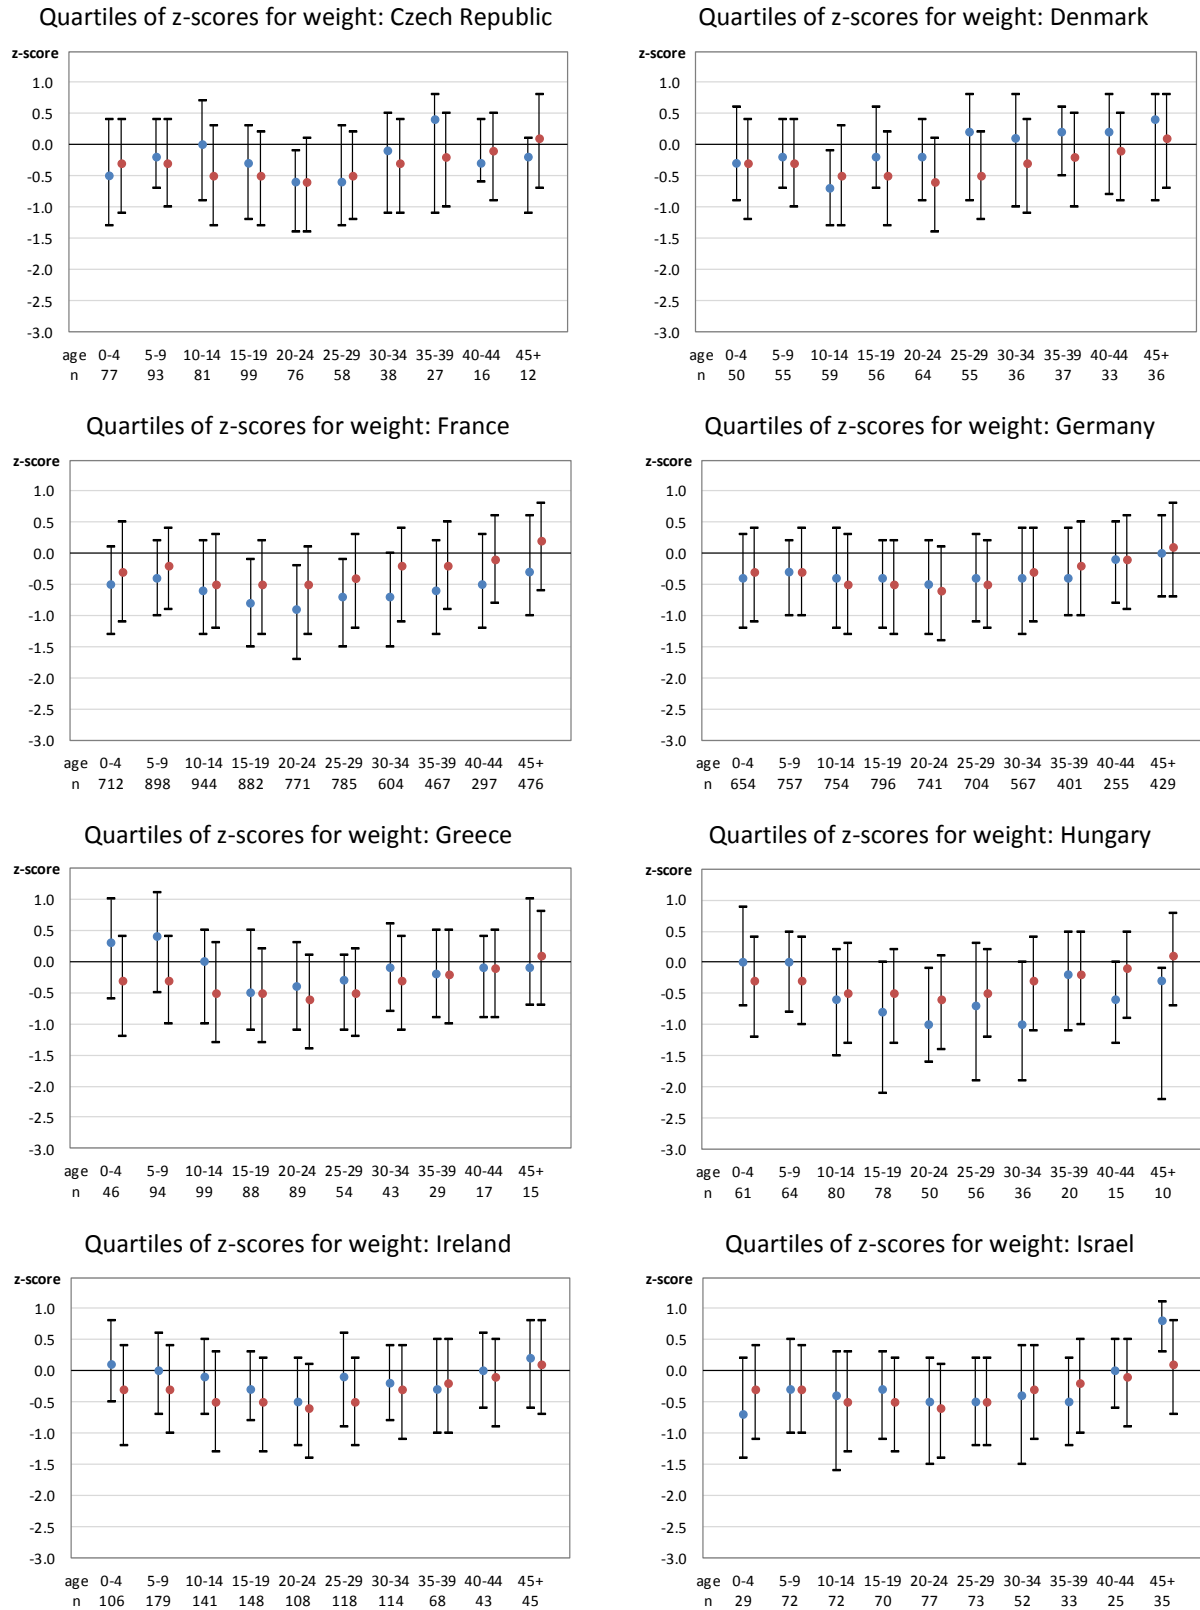 Quartiles of z-scores for weight: Czech Republic
z-score
1.0
0.5
0.0
-0.5
-1.0
-1.5
-2.0
-2.5
-3.0
age 0-4 5-9 10-14 15-19 20-24 25-29 30-34 35-39 40-44 45+
n 77 93 81 99 76 58 38 27 16 12
Quartiles of z-scores for weight: Denmark
z-score
1.0
0.5
0.0
-0.5
-1.0
-1.5
-2.0
-2.5
-3.0
age 0-4 5-9 10-14 15-19 20-24 25-29 30-34 35-39 40-44 45+
n 50 55 59 56 64 55 36 37 33 36
Quartiles of z-scores for weight: France
z-score
1.0
0.5
0.0
-0.5
-1.0
-1.5
-2.0
-2.5
-3.0
age 0-4 5-9 10-14 15-19 20-24 25-29 30-34 35-39 40-44 45+
n 712 898 944 882 771 785 604 467 297 476
Quartiles of z-scores for weight: Germany
z-score
1.0
0.5
0.0
-0.5
-1.0
-1.5
-2.0
-2.5
-3.0
age 0-4 5-9 10-14 15-19 20-24 25-29 30-34 35-39 40-44 45+
n 654 757 754 796 741 704 567 401 255 429
Quartiles of z-scores for weight: Greece
z-score
1.0
0.5
0.0
-0.5
-1.0
-1.5
-2.0
-2.5
-3.0
age 0-4 5-9 10-14 15-19 20-24 25-29 30-34 35-39 40-44 45+
n 46 94 99 88 89 54 43 29 17 15
Quartiles of z-scores for weight: Hungary
z-score
1.0
0.5
0.0
-0.5
-1.0
-1.5
-2.0
-2.5
-3.0
age 0-4 5-9 10-14 15-19 20-24 25-29 30-34 35-39 40-44 45+
n 61 64 80 78 50 56 36 20 15 10
Quartiles of z-scores for weight: Ireland
z-score
1.0
0.5
0.0
-0.5
-1.0
-1.5
-2.0
-2.5
-3.0
age 0-4 5-9 10-14 15-19 20-24 25-29 30-34 35-39 40-44 45+
n 106 179 141 148 108 118 114 68 43 45
Quartiles of z-scores for weight: Israel
z-score
1.0
0.5
0.0
-0.5
-1.0
-1.5
-2.0
-2.5
-3.0
age 0-4 5-9 10-14 15-19 20-24 25-29 30-34 35-39 40-44 45+
n 29 72 72 70 77 73 52 33 25 35